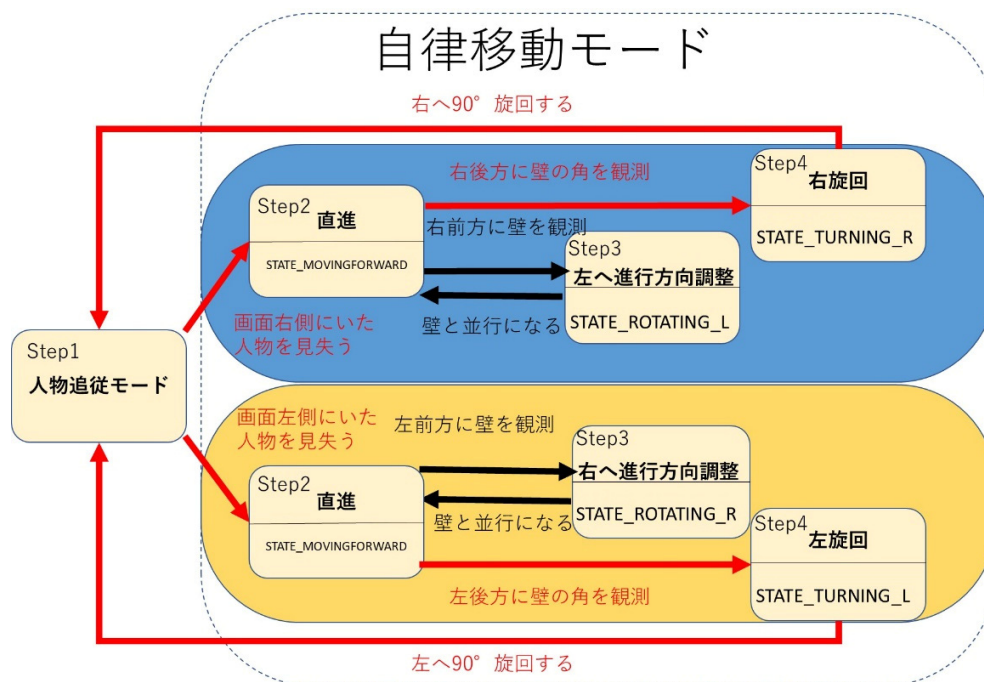 自律移動モード
右へ90°旋回する
Step2
直進
STATE_MOVINGFORWARD
右後方に壁の角を観測
右前方に壁を観測
Step3
左へ進行方向調整
STATE_ROTATING_L
壁と並行になる
Step4
右旋回
STATE_TURNING_R
画面右側にいた
人物を見失う
Step1
人物追従モード
画面左側にいた
人物を見失う
左前方に壁を観測
Step3
右へ進行方向調整
STATE_ROTATING_R
Step2
直進
STATE_MOVINGFORWARD
壁と並行になる
Step4
左旋回
STATE_TURNING_L
左後方に壁の角を観測
左へ90°旋回する